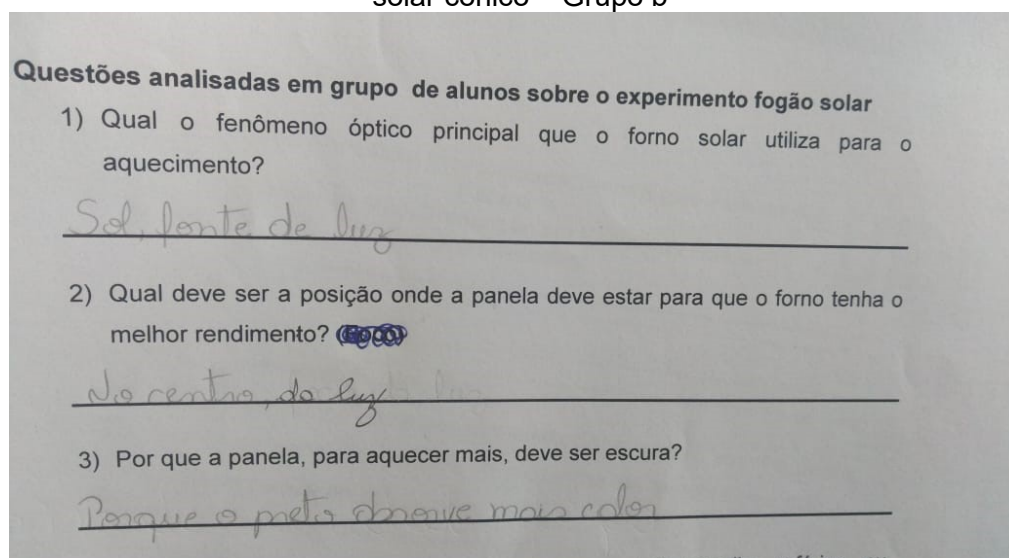 solar cônico – Grupo b
Questões analisadas em grupo de alunos sobre o experimento fogão solar
1) Qual o fenômeno óptico principal que o forno solar utiliza para o
aquecimento?
Sol, fonte de luz
2) Qual deve ser a posição onde a panela deve estar para que o forno tenha o
melhor rendimento?
No centro, da luz
3) Por que a panela, para aquecer mais, deve ser escura?
Porque o preto absorve mais calor